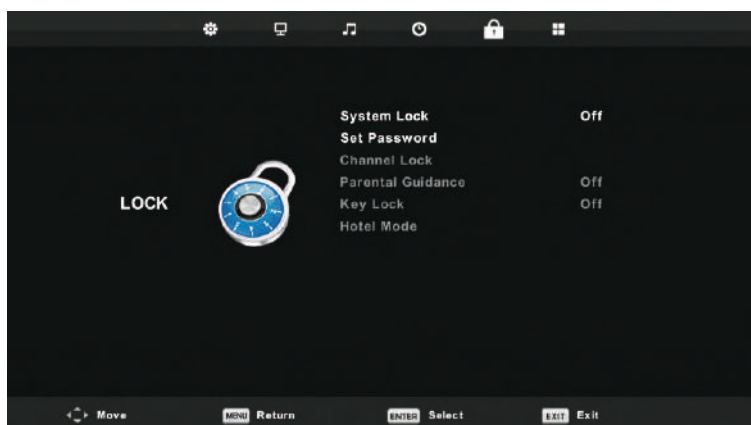 System Lock Off
Set Password
Channel Lock
Parental Guidance Off
LOCK
Key Lock Off
Hotel Mode
Move MENU Return ENTER Select EXIT Exit